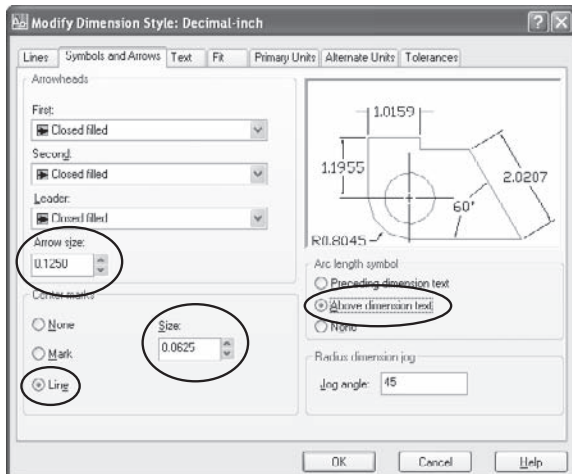 Modify Dimension Style: Decimal-inch
Lines Symbols and Arrows Text Fit Primary Units Alternate Units Tolerances
Arrowheads
First:
Closed filled
Second:
Closed filled
Leader:
Closed filled
Arrow size:
0.1250
Center marks
None
Mark
Line
Size:
0.0625
1.0159
1.1955
2.0207
60°
R0.8045
Arc length symbol
Preceding dimension text
Above dimension text
None
Radius dimension jog
Jog angle: 45
OK Cancel Help